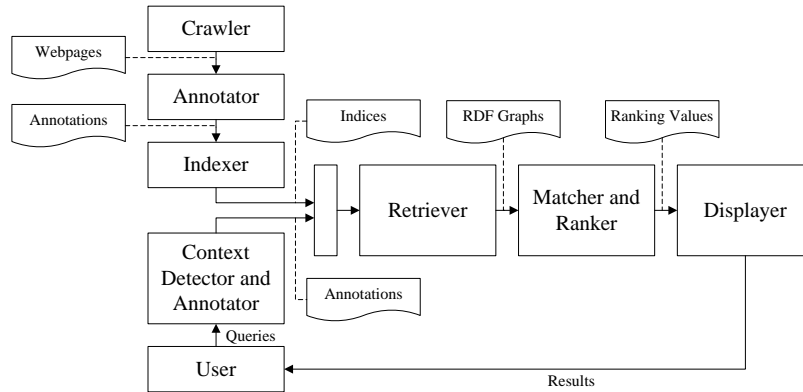 Crawler
Webpages
Annotator
Annotations
Indices
RDF Graphs
Ranking Values
Indexer
Retriever
Matcher and
Ranker
Displayer
Context
Detector and
Annotator
Annotations
Queries
User
Results